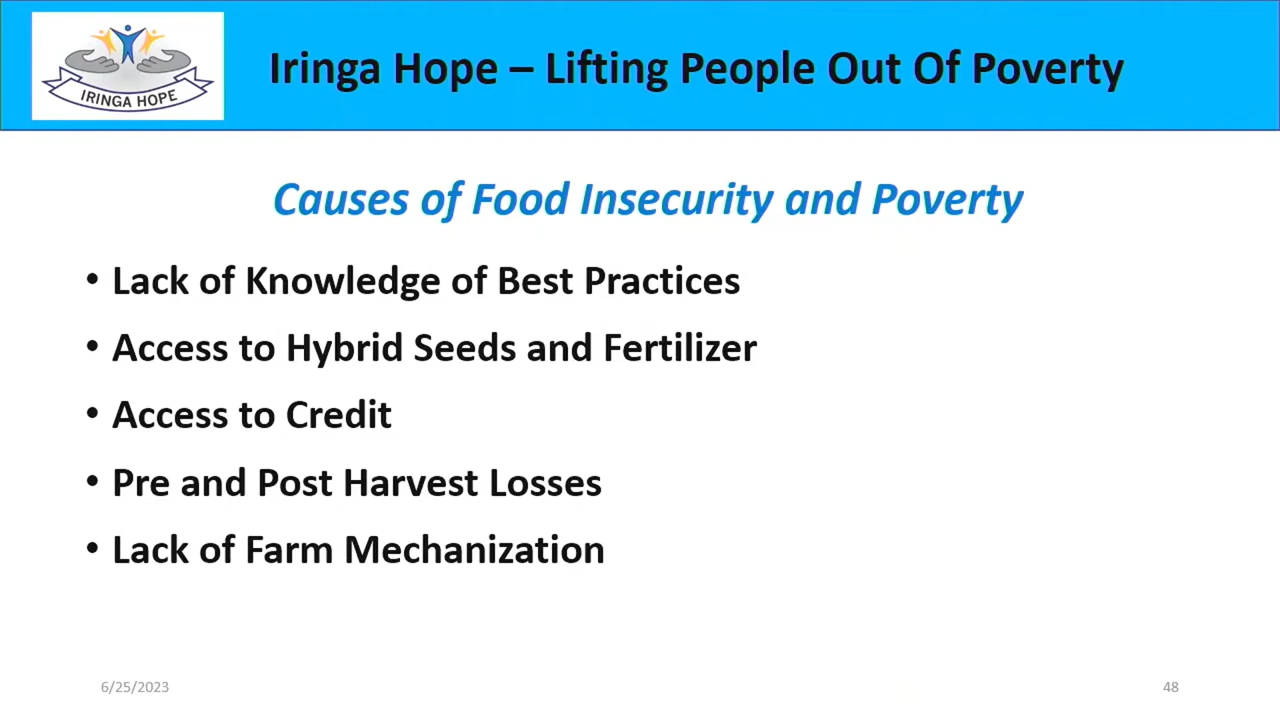 IRINGA HOPE
Iringa Hope – Lifting People Out Of Poverty
Causes of Food Insecurity and Poverty
• Lack of Knowledge of Best Practices
• Access to Hybrid Seeds and Fertilizer
• Access to Credit
• Pre and Post Harvest Losses
• Lack of Farm Mechanization
6/25/2023
48